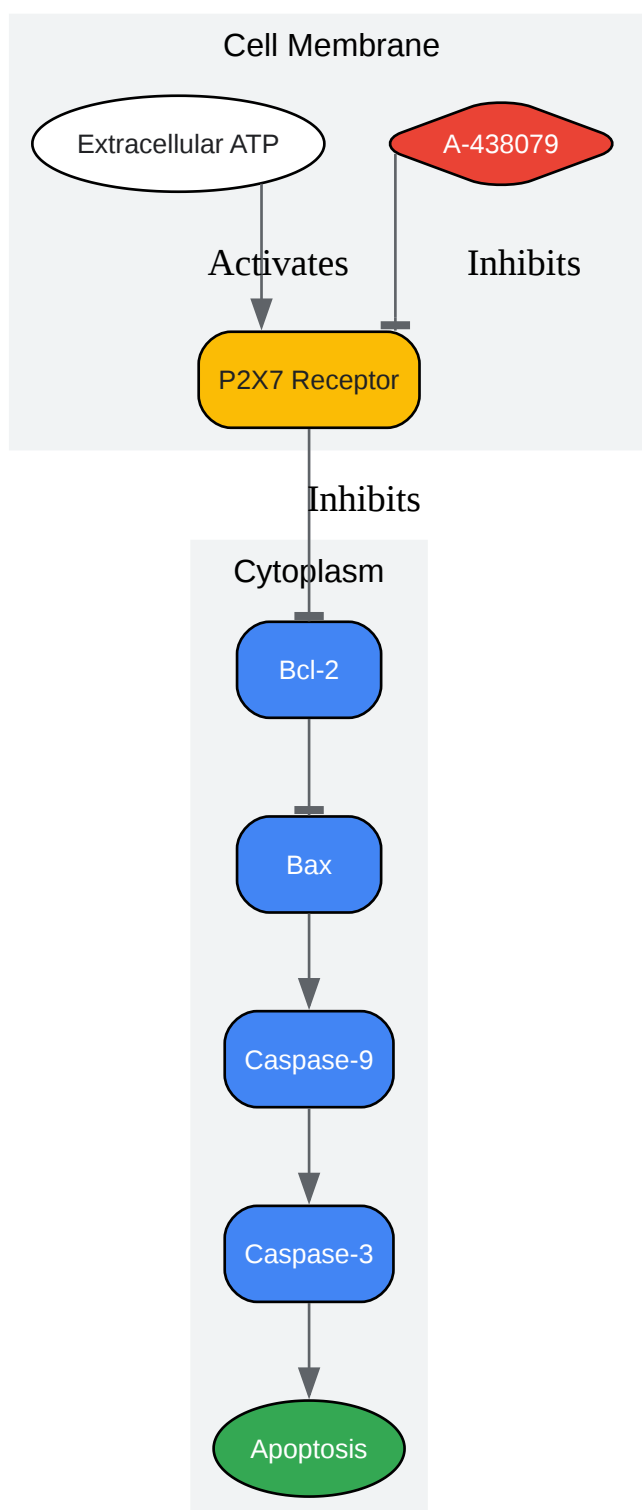 Cell Membrane
Extracellular ATP
A-438079
Activates
Inhibits
P2X7 Receptor
Inhibits
Cytoplasm
Bcl-2
Bax
Caspase-9
Caspase-3
Apoptosis